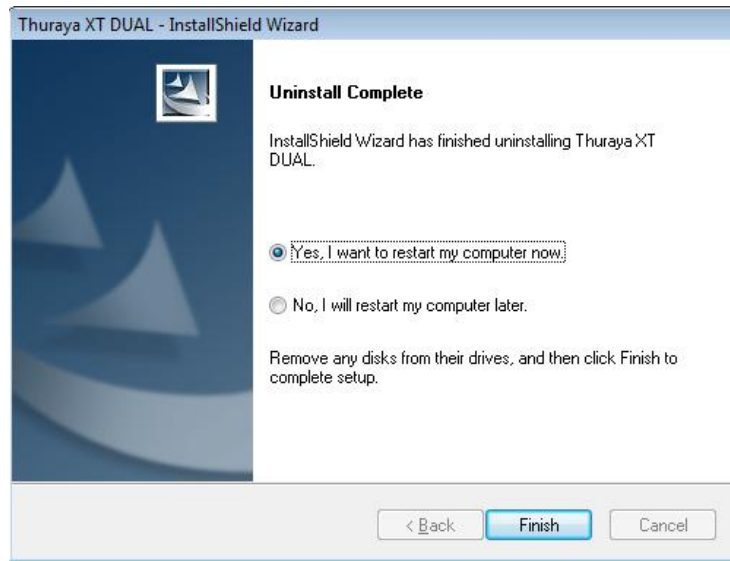 Thuraya XT DUAL - InstallShield Wizard
Uninstall Complete
InstallShield Wizard has finished uninstalling Thuraya XT
DUAL.
Yes, I want to restart my computer now.
No, I will restart my computer later.
Remove any disks from their drives, and then click Finish to
complete setup.
< Back
Finish
Cancel